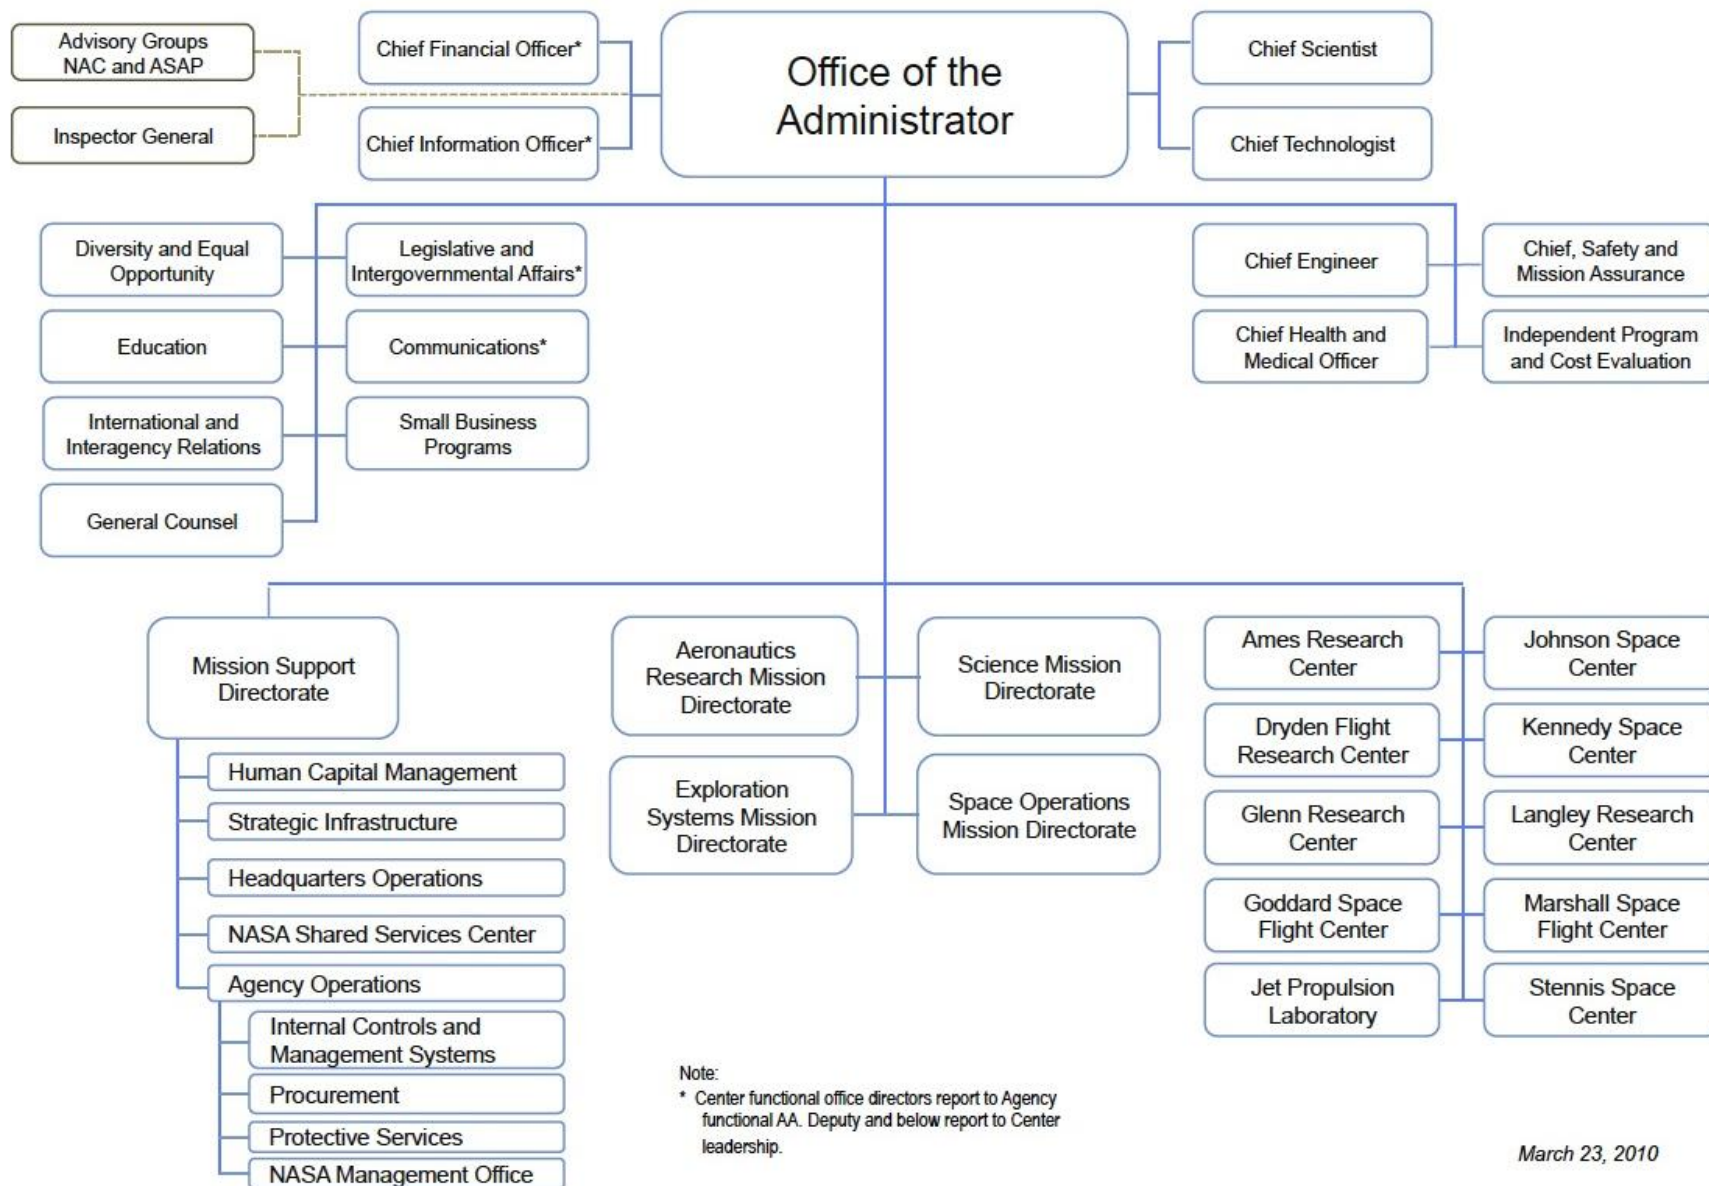 Advisory Groups
NAC and ASAP
Inspector General
Chief Financial Officer*
Chief Information Officer*
Office of the
Administrator
Chief Scientist
Chief Technologist
Diversity and Equal
Opportunity
Legislative and
Intergovernmental Affairs*
Education
Communications*
International and
Interagency Relations
Small Business
Programs
General Counsel
Chief Engineer
Chief, Safety and
Mission Assurance
Chief Health and
Medical Officer
Independent Program
and Cost Evaluation
Mission Support
Directorate
Human Capital Management
Strategic Infrastructure
Headquarters Operations
NASA Shared Services Center
Agency Operations
Internal Controls and
Management Systems
Procurement
Protective Services
NASA Management Office
Aeronautics
Research Mission
Directorate
Science Mission
Directorate
Exploration
Systems Mission
Directorate
Space Operations
Mission Directorate
Ames Research
Center
Johnson Space
Center
Dryden Flight
Research Center
Kennedy Space
Center
Glenn Research
Center
Langley Research
Center
Goddard Space
Flight Center
Marshall Space
Flight Center
Jet Propulsion
Laboratory
Stennis Space
Center
Note:
* Center functional office directors report to Agency
functional AA. Deputy and below report to Center
leadership.
March 23, 2010